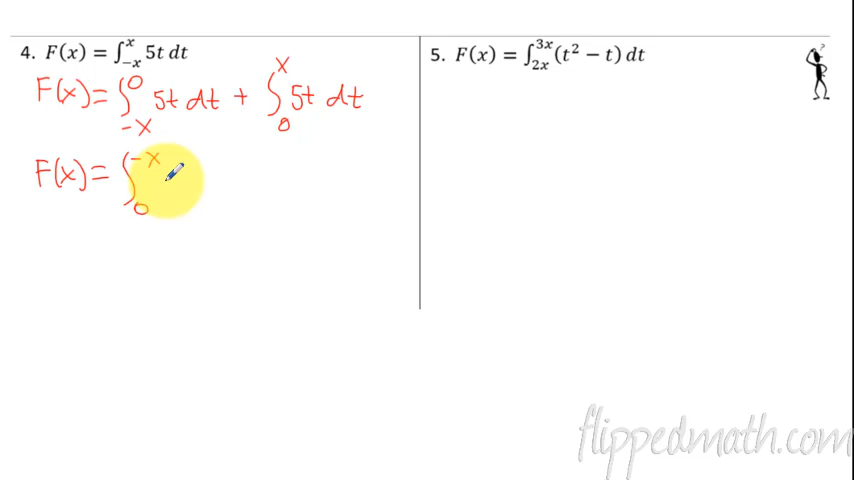 4. F(x) = ∫_{-x}^{x} 5t dt
F(x) = ∫_{-x}^{0} 5t dt + ∫_{0}^{x} 5t dt
F(x) = ∫_{0}^{-x}
5. F(x) = ∫_{2x}^{3x} (t² − t) dt
?
flippedmath.com